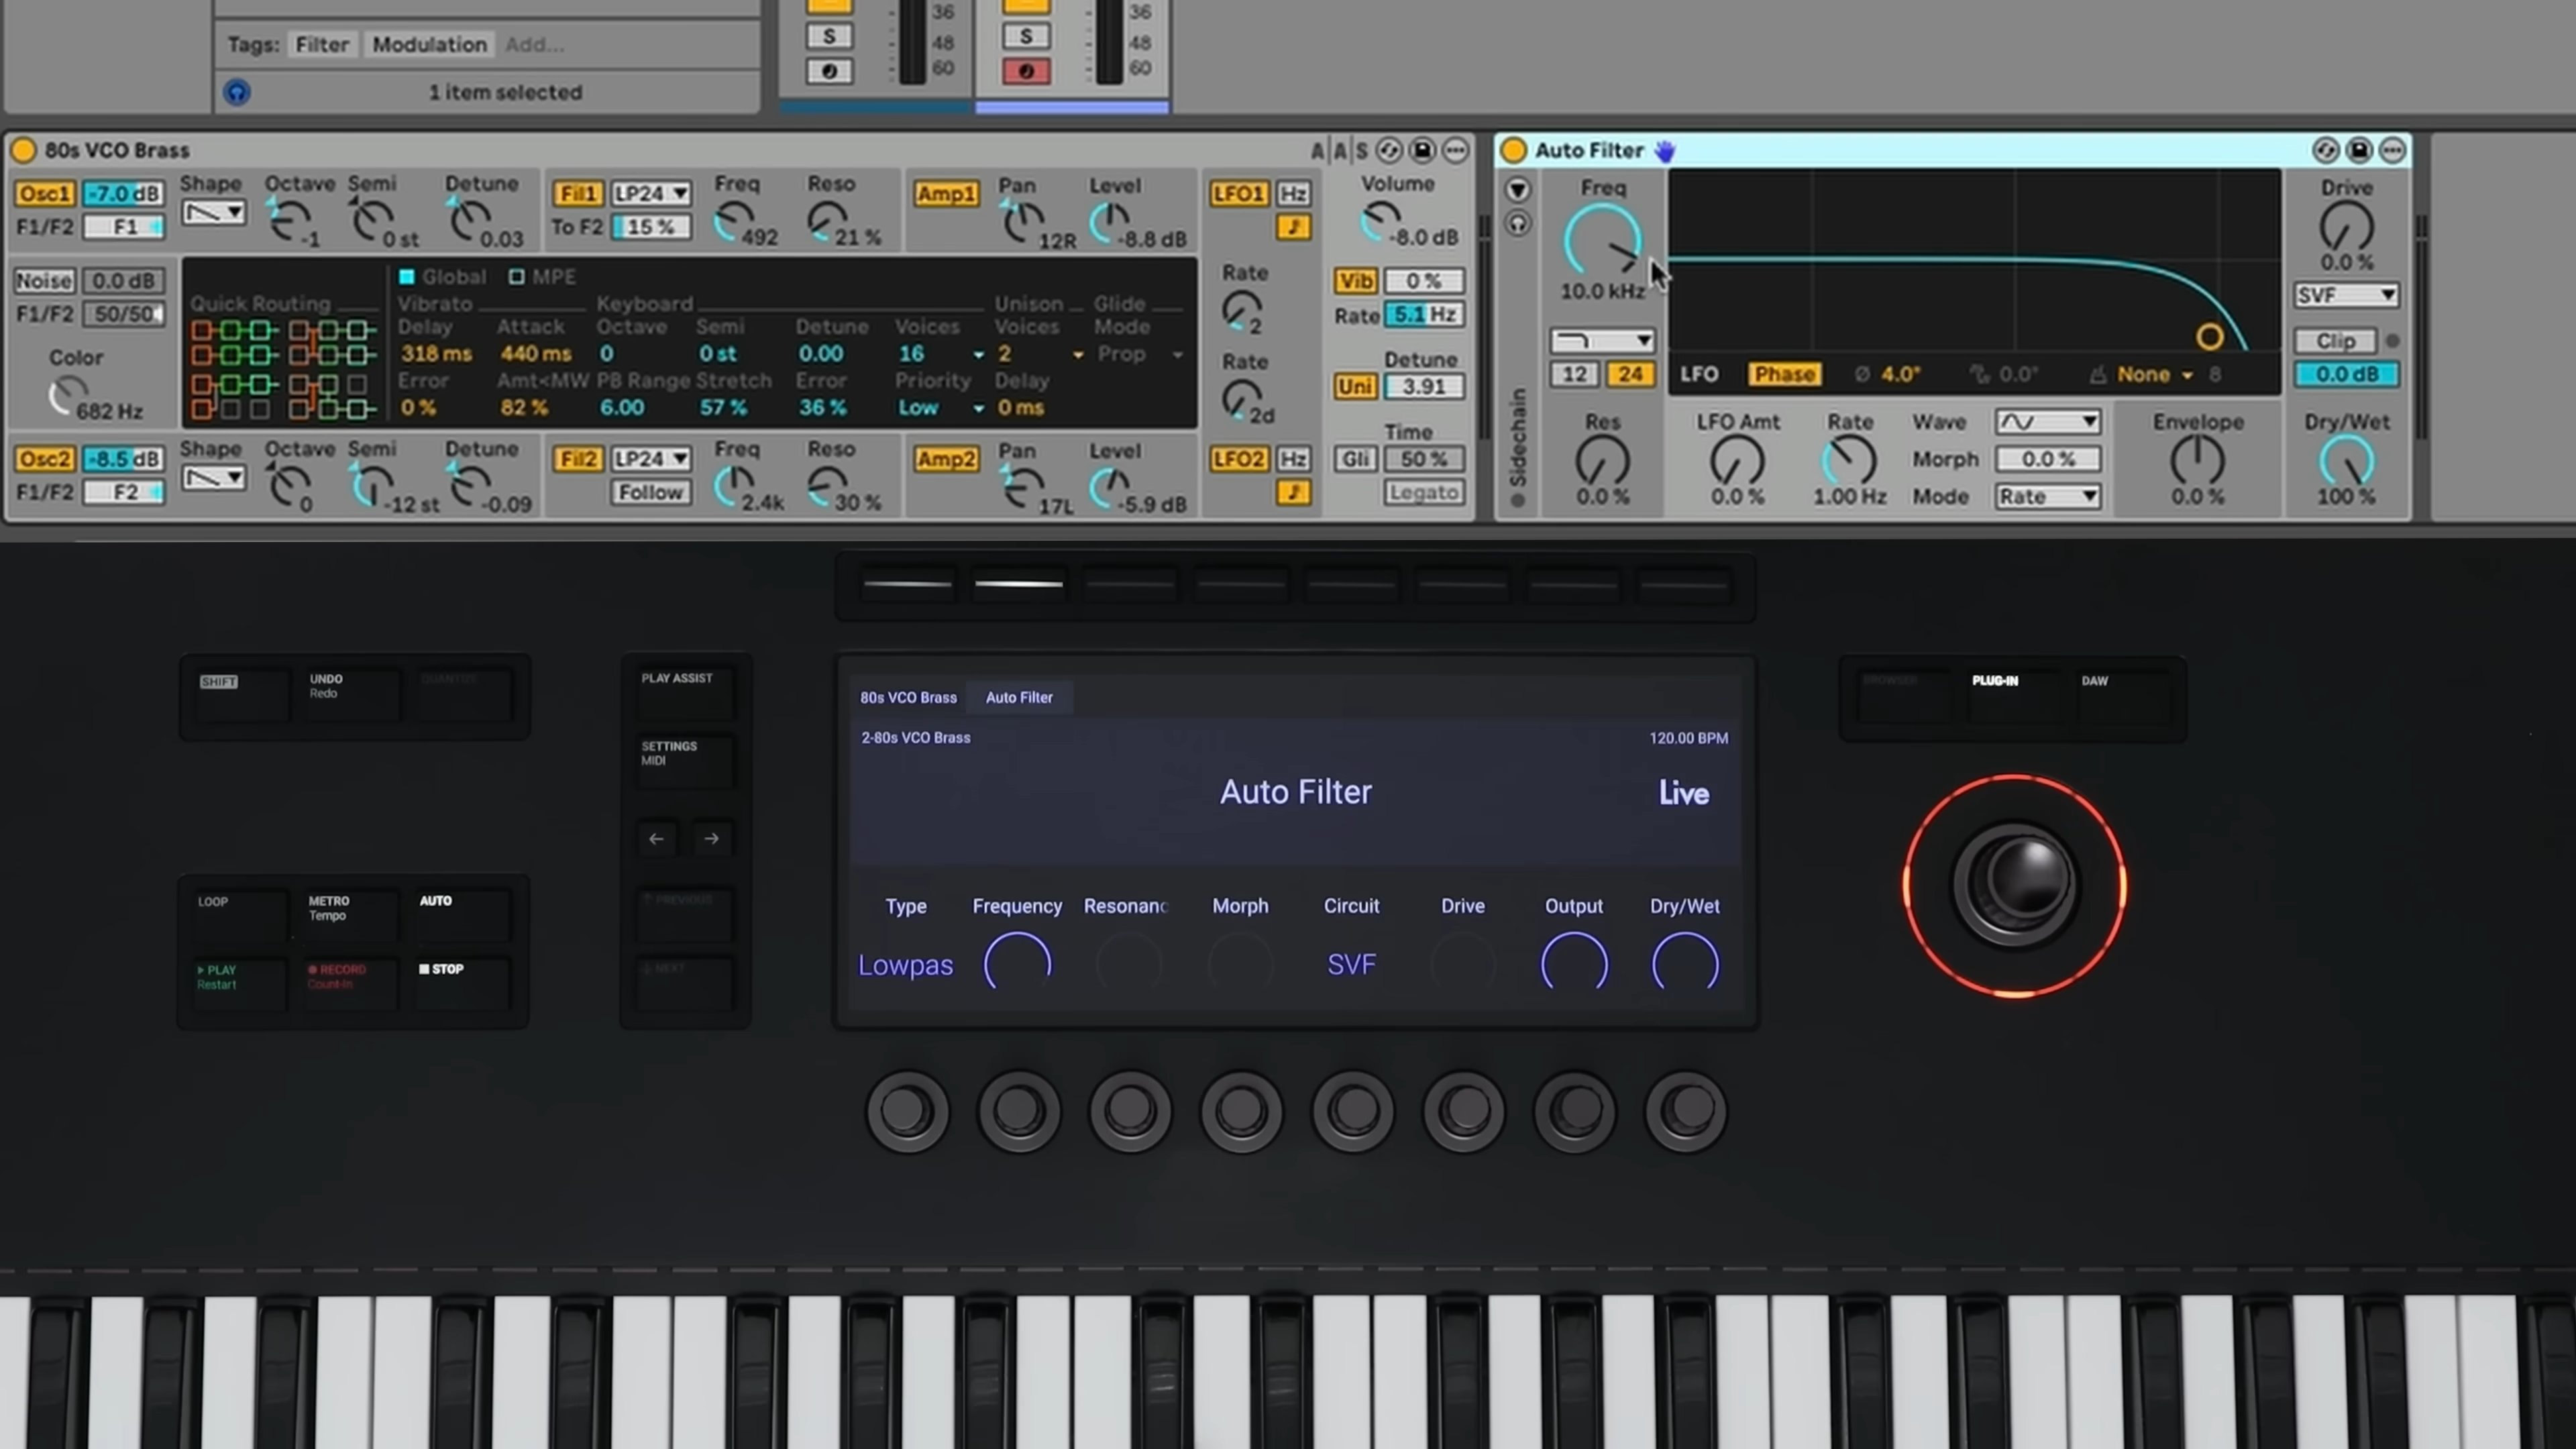 36 36
Tags: Filter Modulation Add... S 48 S 48
60 60
1 item selected
80s VCO Brass A|A|S Auto Filter
Osc1 -7.0 dB Shape Octave Semi Detune Fil1 LP24 Freq Reso Amp1 Pan Level LFO1 Hz Volume Freq Drive
F1/F2 F1 -1 0 st 0.03 To F2 15 % 492 21 % 12R -8.8 dB -8.0 dB 0.0 %
Noise 0.0 dB Global MPE Rate Vib 0 % 10.0 kHz SVF
F1/F2 50/50 Quick Routing Vibrato Keyboard Unison Glide 2 Rate 5.1 Hz
Delay Attack Octave Semi Detune Voices Voices Mode Clip
Color 318 ms 440 ms 0 0 st 0.00 16 2 Prop Rate Detune 12 24 LFO Phase Ø 4.0° 0.0° None 8 0.0 dB
Error Amt<MW PB Range Stretch Error Priority Delay Uni 3.91
682 Hz 0 % 82 % 6.00 57 % 36 % Low 0 ms 2d Sidechain
Osc2 -8.5 dB Shape Octave Semi Detune Fil2 LP24 Freq Reso Amp2 Pan Level LFO2 Hz Time Res LFO Amt Rate Wave Envelope Dry/Wet
Gli 50 % Morph 0.0 %
F1/F2 F2 0 -12 st -0.09 Follow 2.4k 30 % 17L -5.9 dB Legato 0.0 % 0.0 % 1.00 Hz Mode Rate 0.0 % 100 %
SHIFT UNDO QUANTIZE PLAY ASSIST BROWSER PLUG-IN DAW
Redo
80s VCO Brass Auto Filter
2-80s VCO Brass 120.00 BPM
SETTINGS
MIDI
Auto Filter Live
← →
LOOP METRO AUTO PREVIOUS
Tempo
Type Frequency Resonanc Morph Circuit Drive Output Dry/Wet
PLAY RECORD STOP NEXT
Restart Count-In
Lowpas SVF